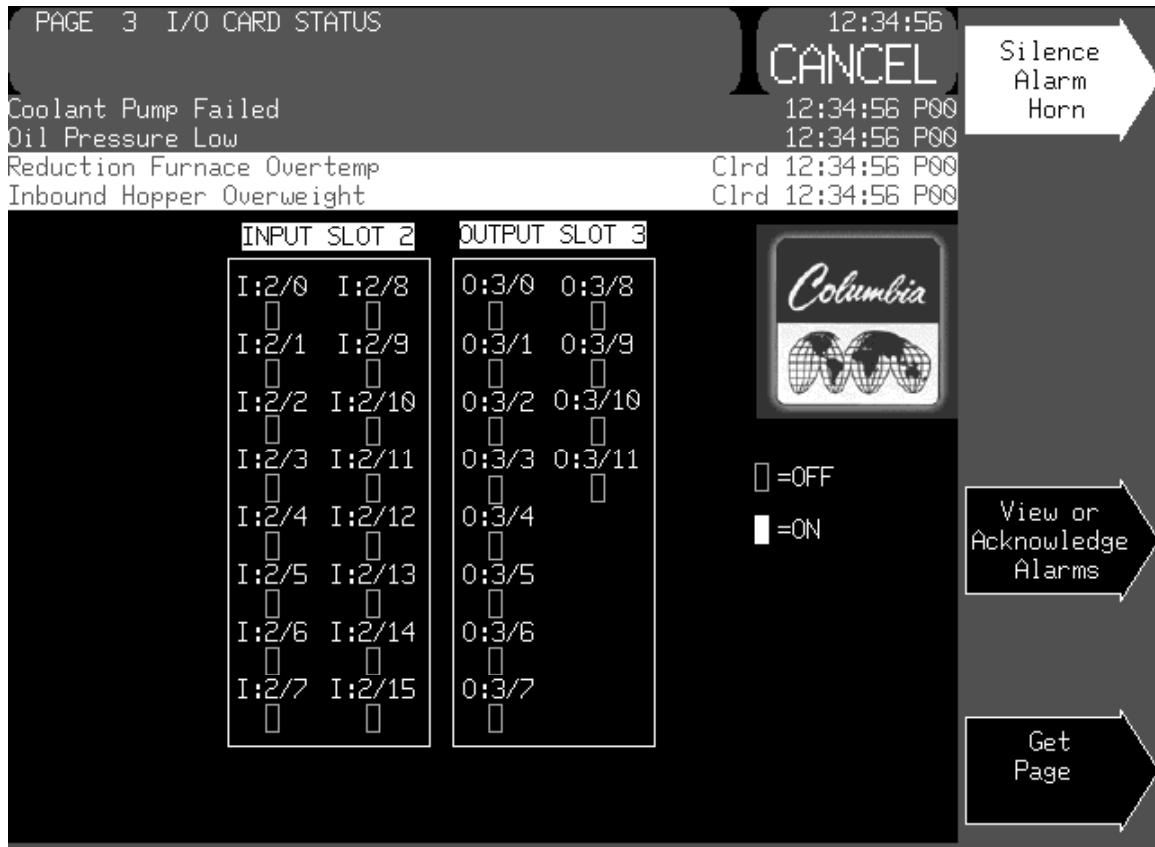 PAGE 3 I/O CARD STATUS 12:34:56
CANCEL
Coolant Pump Failed 12:34:56 P00
Oil Pressure Low 12:34:56 P00
Reduction Furnace Overtemp Clrd 12:34:56 P00
Inbound Hopper Overweight Clrd 12:34:56 P00
INPUT SLOT 2 OUTPUT SLOT 3
I:2/0 I:2/8 O:3/0 O:3/8
I:2/1 I:2/9 O:3/1 O:3/9
I:2/2 I:2/10 O:3/2 O:3/10
I:2/3 I:2/11 O:3/3 O:3/11
I:2/4 I:2/12 O:3/4
I:2/5 I:2/13 O:3/5
I:2/6 I:2/14 O:3/6
I:2/7 I:2/15 O:3/7
Columbia
=OFF
=ON
Silence
Alarm
Horn
View or
Acknowledge
Alarms
Get
Page